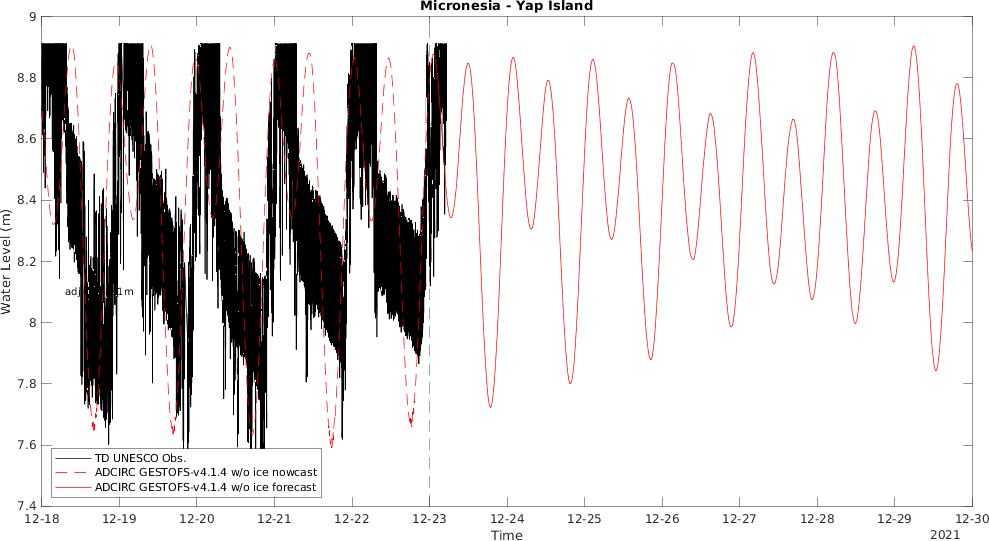 Micronesia - Yap Island
9
8.8
8.6
8.4
8.2
8
7.8
7.6
7.4
Water Level (m)
TD UNESCO Obs.
ADCIRC GESTOFS-v4.1.4 w/o ice nowcast
ADCIRC GESTOFS-v4.1.4 w/o ice forecast
12-18 12-19 12-20 12-21 12-22 12-23 12-24 12-25 12-26 12-27 12-28 12-29 12-30
Time
2021